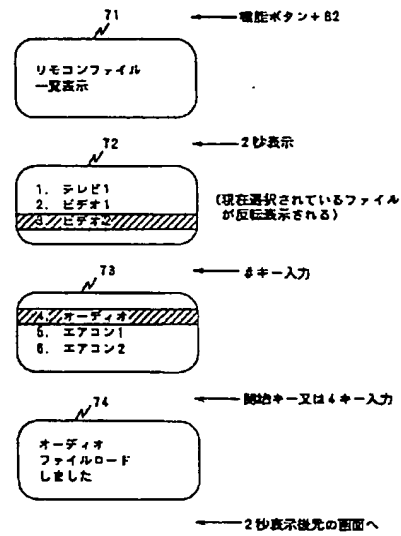 71
機能ボタン+82
リモコンファイル
一覧表示
72
2秒表示
1. テレビ1
2. ビデオ1
3. ビデオ2
(現在選択されているファイル
が反転表示される)
73
#キー入力
4. オーディオ
5. エアコン1
6. エアコン2
74
開始キー又は4キー入力
オーディオ
ファイルロード
しました
2秒表示後元の画面へ